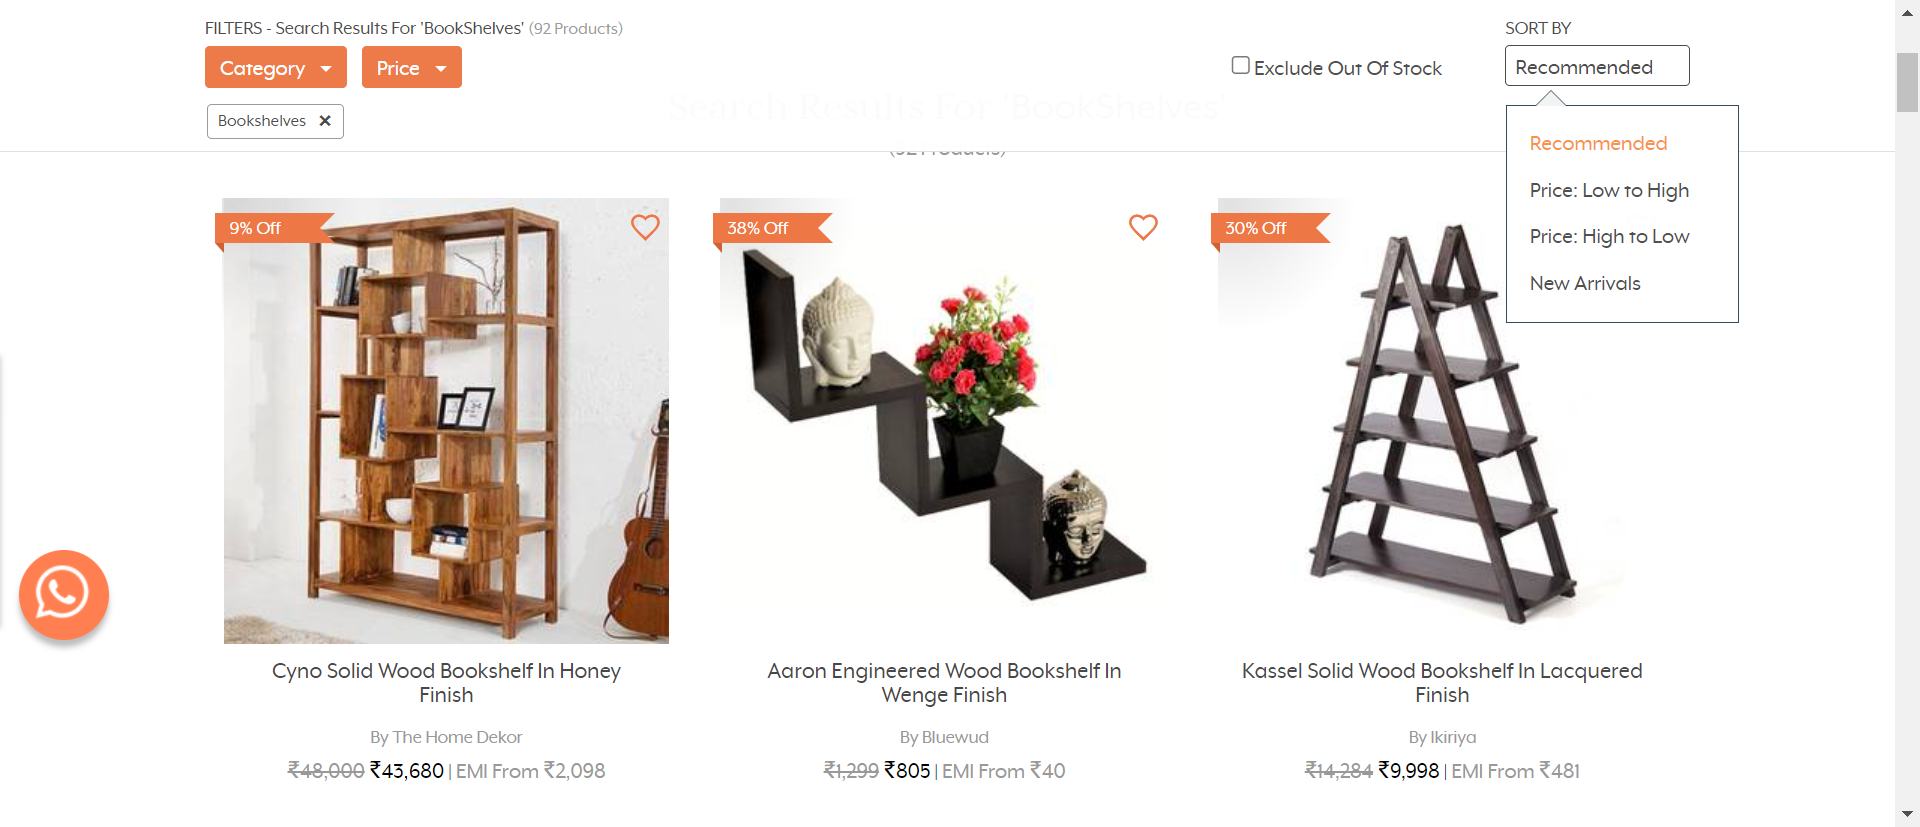 FILTERS - Search Results For 'BookShelves' (92 Products)
SORT BY
Category
Price
Exclude Out Of Stock
Recommended
Search Results For 'BookShelves'
Bookshelves ✕
(92 Products)
Recommended
Price: Low to High
Price: High to Low
New Arrivals
9% Off
38% Off
30% Off
Cyno Solid Wood Bookshelf In Honey
Finish
By The Home Dekor
₹48,000 ₹43,680 | EMI From ₹2,098
Aaron Engineered Wood Bookshelf In
Wenge Finish
By Bluewud
₹1,299 ₹805 | EMI From ₹40
Kassel Solid Wood Bookshelf In Lacquered
Finish
By Ikiriya
₹14,284 ₹9,998 | EMI From ₹481